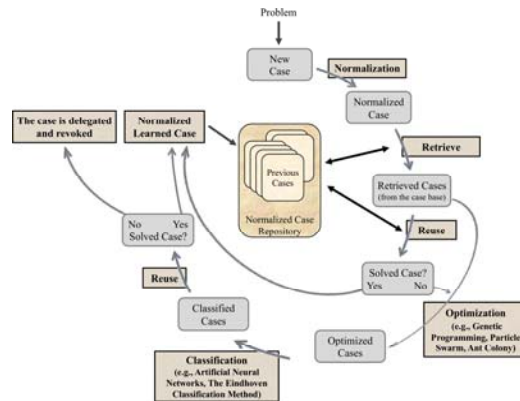 Problem
New
Case
Normalization
Normalized
Case
The case is delegated
and revoked
Normalized
Learned Case
Previous
Cases
Normalized Case
Repository
Retrieve
Retrieved Cases
(from the case base)
Reuse
No Yes
Solved Case?
Solved Case?
Yes No
Reuse
Classified
Cases
Optimization
(e.g., Genetic
Programming, Particle
Swarm, Ant Colony)
Optimized
Cases
Classification
(e.g., Artificial Neural
Networks, The Eindhoven
Classification Method)